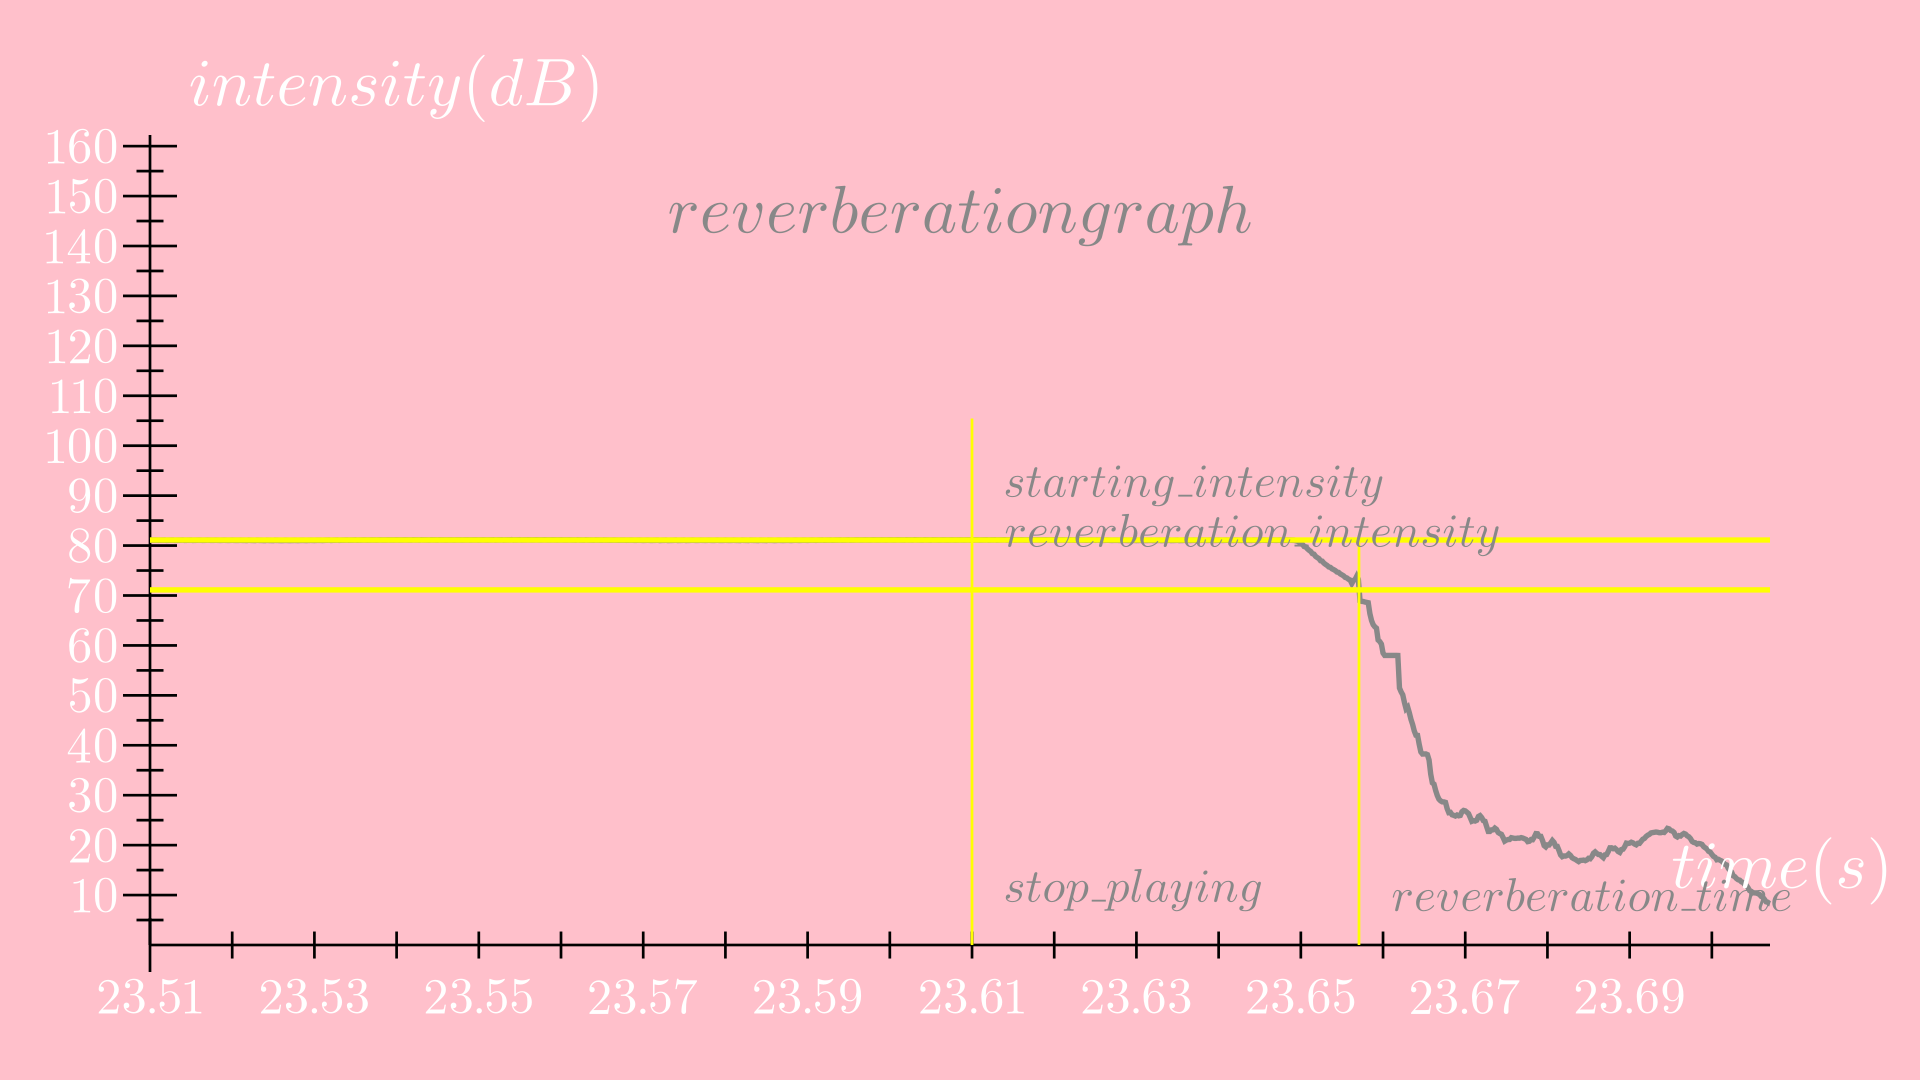 intensity(dB)
160
150
reverberationgraph
140
130
120
110
100
90
starting_intensity
80
reverberation_intensity
70
60
50
40
30
20
time(s)
10
stop_playing
reverberation_time
23.51 23.53 23.55 23.57 23.59 23.61 23.63 23.65 23.67 23.69